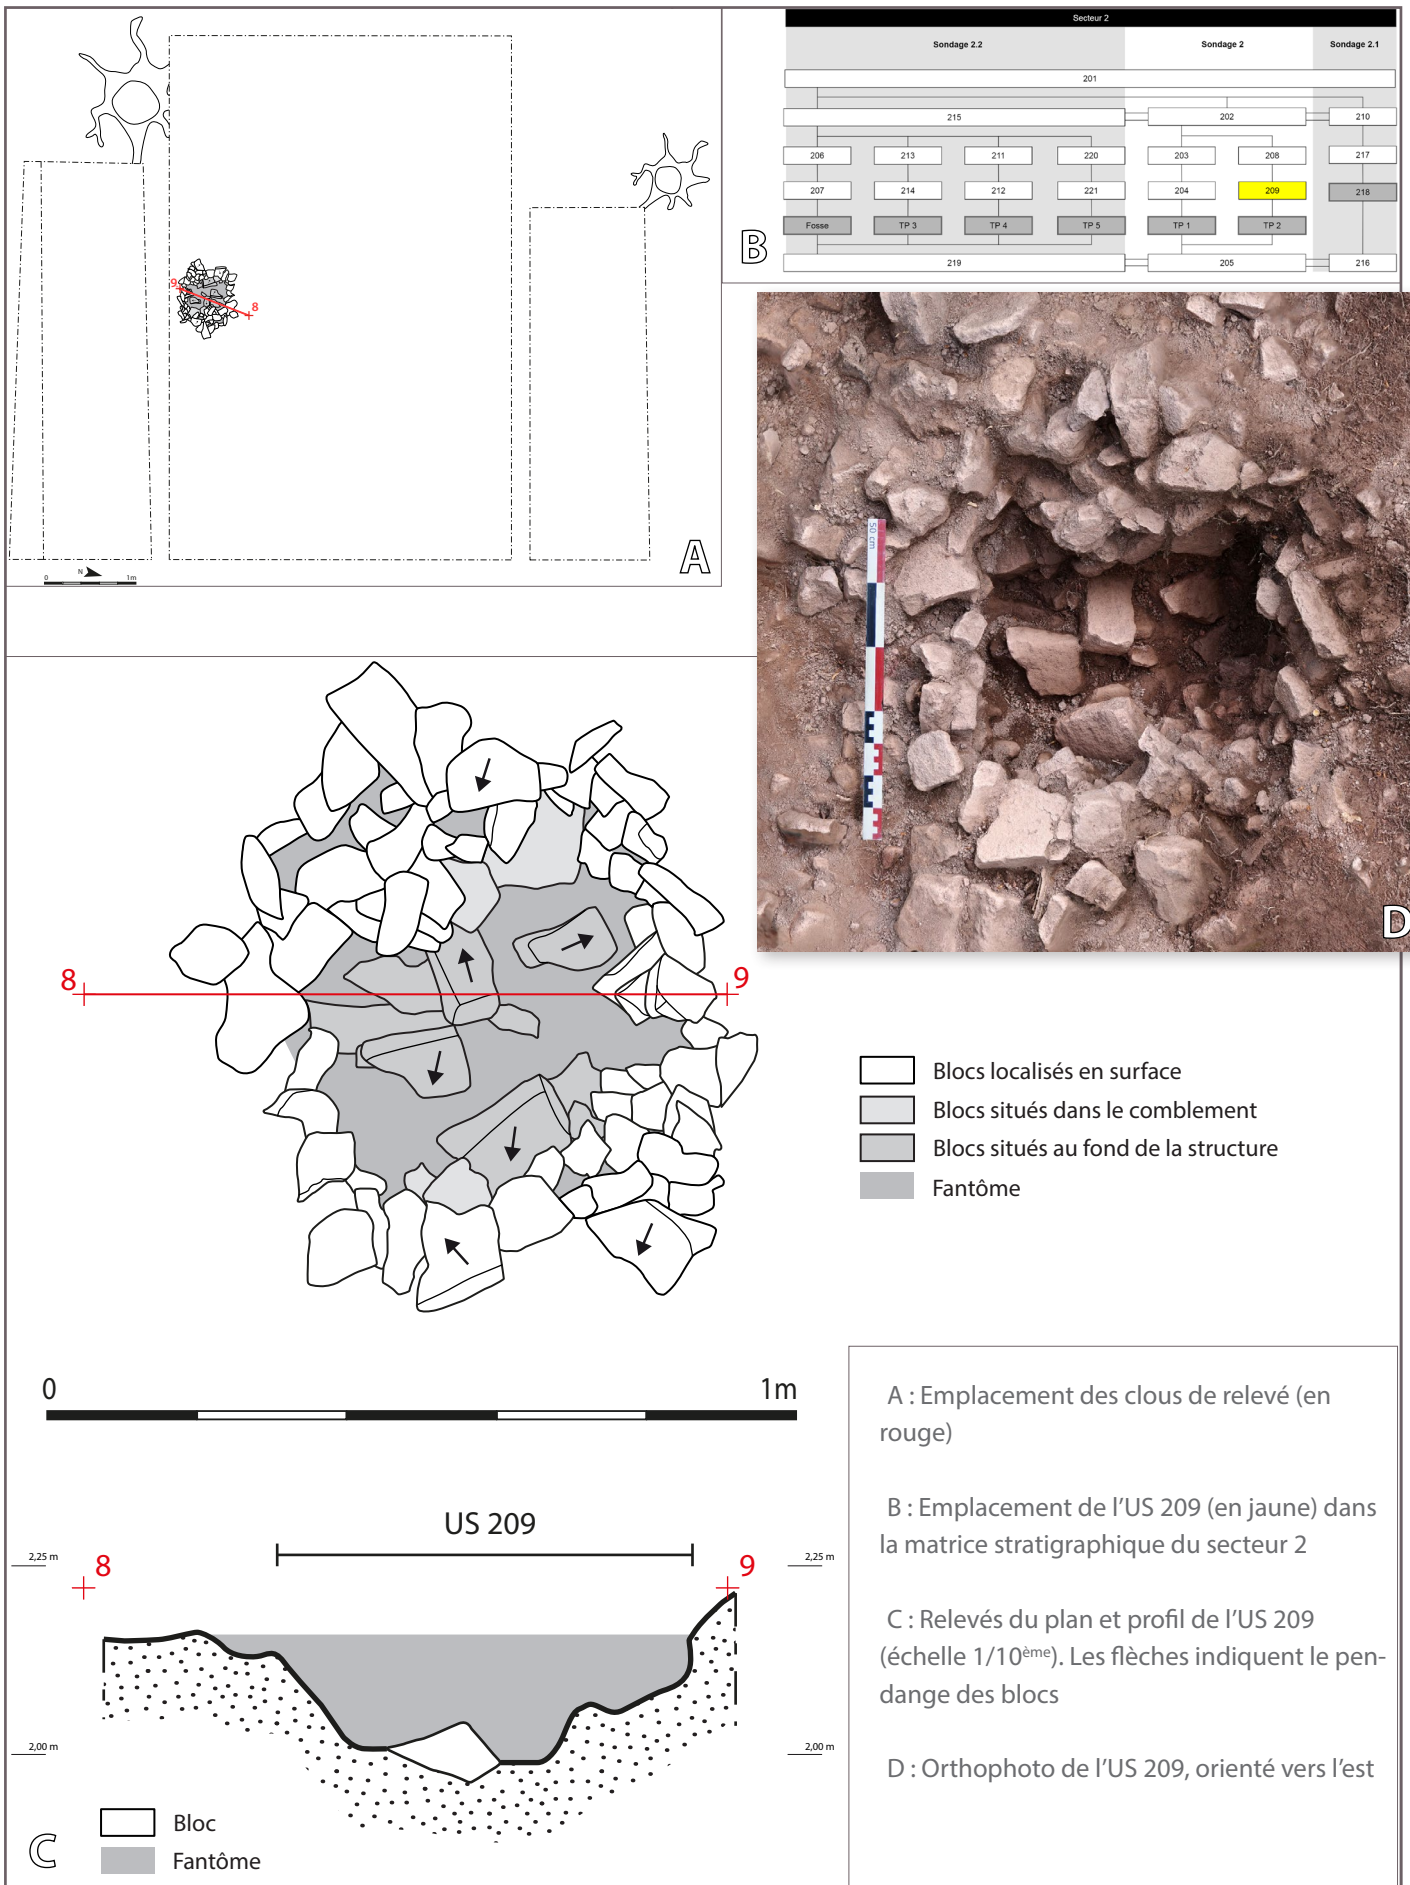 9
8
N
0 1m
A
Secteur 2
Sondage 2.2 Sondage 2 Sondage 2.1
201
215 202 210
206 213 211 220 203 208 217
207 214 212 221 204 209 218
Fosse TP 3 TP 4 TP 5 TP 1 TP 2
219 205 216
B
50 cm
D
8 9
Blocs localisés en surface
Blocs situés dans le comblement
Blocs situés au fond de la structure
Fantôme
0 1m
US 209
2,25 m 2,25 m
8 9
2,00 m 2,00 m
Bloc
Fantôme
C
A : Emplacement des clous de relevé (en
rouge)
B : Emplacement de l'US 209 (en jaune) dans
la matrice stratigraphique du secteur 2
C : Relevés du plan et profil de l'US 209
(échelle 1/10ème). Les flèches indiquent le pen-
dange des blocs
D : Orthophoto de l'US 209, orienté vers l'est